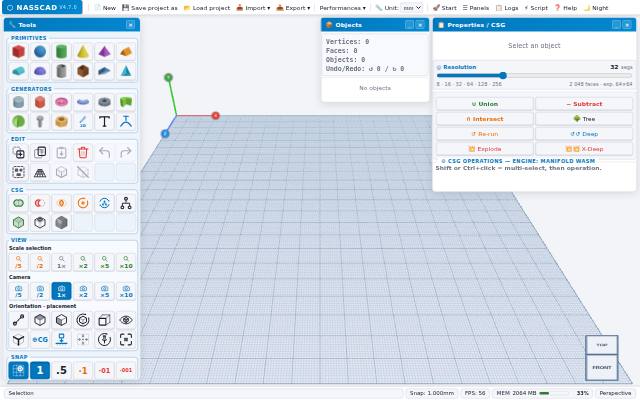 NASSCAD V4.7.0 New Save project as Load project Import ▾ Export ▾ Performances ▾ Unit: mm Start Layouts Logs Script Help Night
Tools
PRIMITIVES
GENERATORS
2D
EDIT
CSG
VIEW
Scale selection
/5 /2 1× ×2 ×5 ×10
Camera
/5 /2 1× ×2 ×5 ×10
Orientation - placement
⊕CG
SNAP
1 .5 ·1 ·01 ·001
Objects
Vertices: 0
Faces: 0
Objects: 0
Undo/Redo: ↺ 0 / ↻ 0
No objects
Properties / CSG
Select an object
Resolution 32 segs
8 · 16 · 32 · 64 · 128 · 256 2 048 faces · exp. 64×64
∪ Union − Subtract
∩ Intersect Tree
Re-run Deep
Explode X-Deep
CSG OPERATIONS — ENGINE: MANIFOLD WASM
Shift or Ctrl+click = multi-select, then operation.
TOP
FRONT
Selection Snap: 1.000mm FPS: 56 MEM 2064 MB 33% Perspective